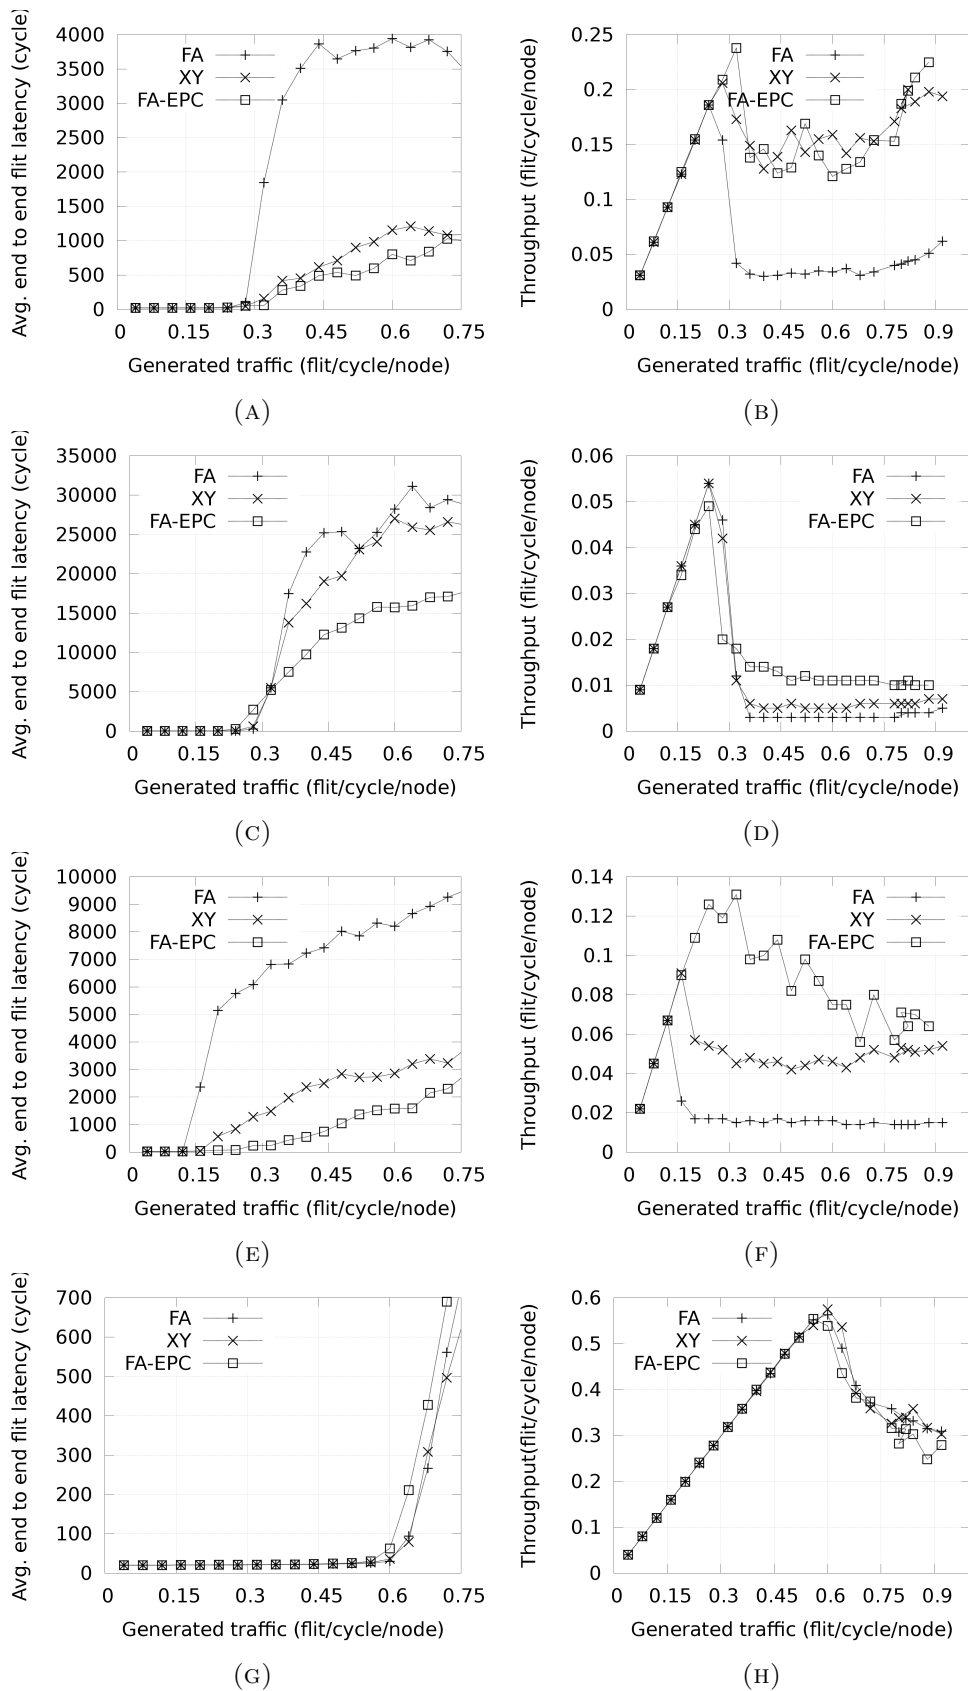 Avg. end to end flit latency (cycle)
4000
3500
3000
2500
2000
1500
1000
500
0
FA
XY
FA-EPC
0 0.15 0.3 0.45 0.6 0.75
Generated traffic (flit/cycle/node)
(A)
Throughput (flit/cycle/node)
0.25
0.2
0.15
0.1
0.05
0
FA
XY
FA-EPC
0 0.15 0.3 0.45 0.6 0.75 0.9
Generated traffic (flit/cycle/node)
(B)
Avg. end to end flit latency (cycle)
35000
30000
25000
20000
15000
10000
5000
0
FA
XY
FA-EPC
0 0.15 0.3 0.45 0.6 0.75
Generated traffic (flit/cycle/node)
(C)
Throughput (flit/cycle/node)
0.06
0.05
0.04
0.03
0.02
0.01
0
FA
XY
FA-EPC
0 0.15 0.3 0.45 0.6 0.75 0.9
Generated traffic (flit/cycle/node)
(D)
Avg. end to end flit latency (cycle)
10000
9000
8000
7000
6000
5000
4000
3000
2000
1000
0
FA
XY
FA-EPC
0 0.15 0.3 0.45 0.6 0.75
Generated traffic (flit/cycle/node)
(E)
Throughput (flit/cycle/node)
0.14
0.12
0.1
0.08
0.06
0.04
0.02
0
FA
XY
FA-EPC
0 0.15 0.3 0.45 0.6 0.75 0.9
Generated traffic (flit/cycle/node)
(F)
Avg. end to end flit latency (cycle)
700
600
500
400
300
200
100
0
FA
XY
FA-EPC
0 0.15 0.3 0.45 0.6 0.75
Generated traffic (flit/cycle/node)
(G)
Throughput(flit/cycle/node)
0.6
0.5
0.4
0.3
0.2
0.1
0
FA
XY
FA-EPC
0 0.15 0.3 0.45 0.6 0.75 0.9
Generated traffic (flit/cycle/node)
(H)